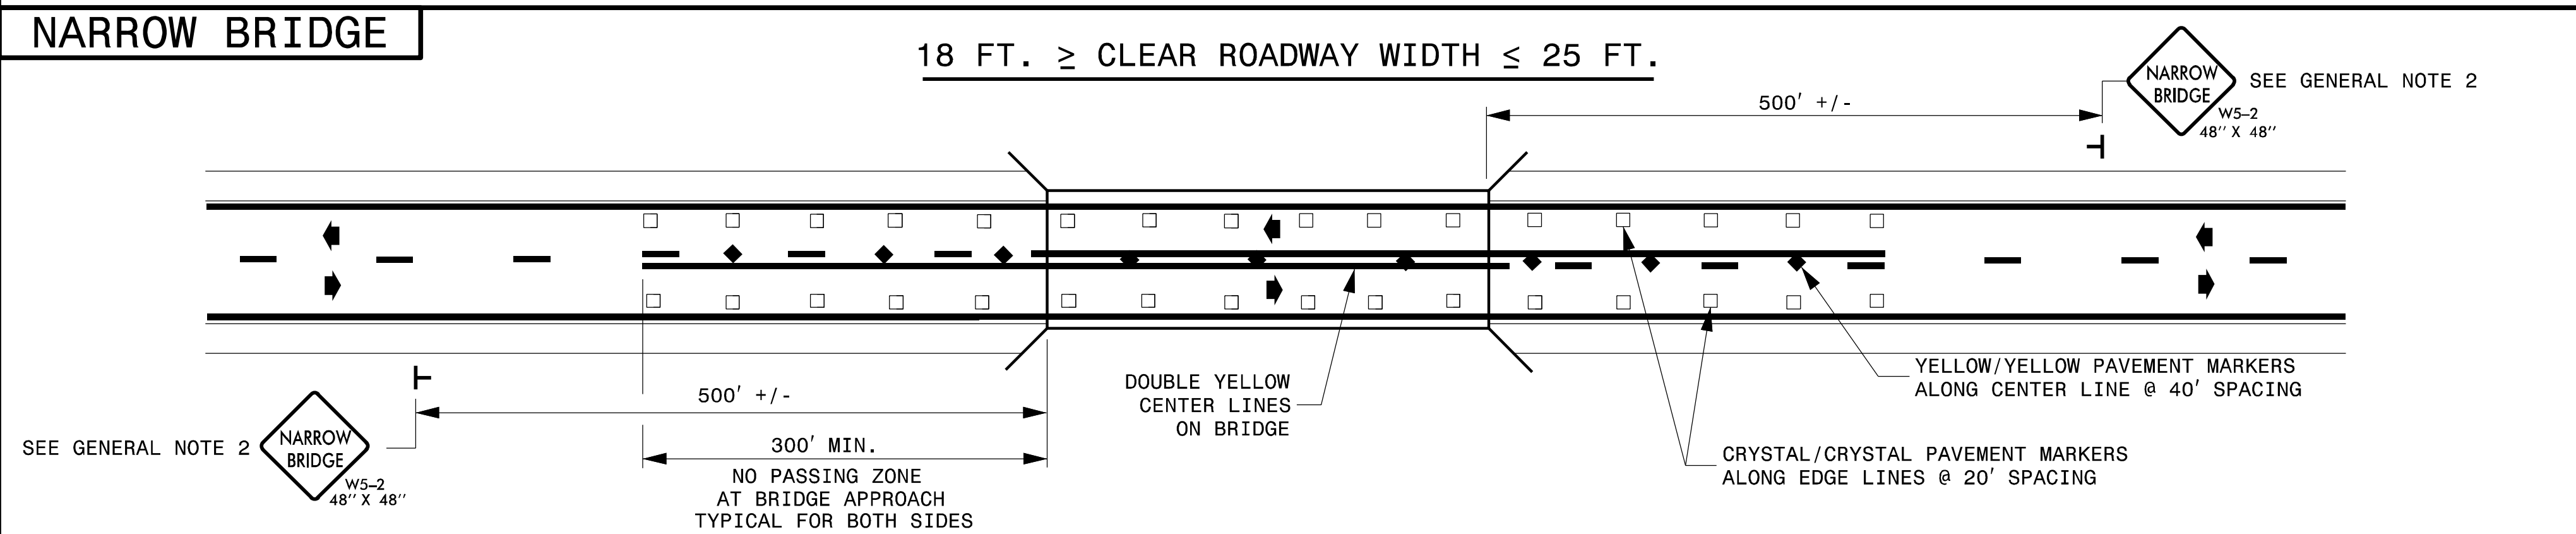 NARROW BRIDGE
18 FT. ≥ CLEAR ROADWAY WIDTH ≤ 25 FT.
NARROW
BRIDGE
SEE GENERAL NOTE 2
W5–2
48″ X 48″
500′ +/-
500′ +/-
300′ MIN.
NO PASSING ZONE
AT BRIDGE APPROACH
TYPICAL FOR BOTH SIDES
SEE GENERAL NOTE 2
NARROW
BRIDGE
W5–2
48″ X 48″
DOUBLE YELLOW
CENTER LINES
ON BRIDGE
YELLOW/YELLOW PAVEMENT MARKERS
ALONG CENTER LINE @ 40′ SPACING
CRYSTAL/CRYSTAL PAVEMENT MARKERS
ALONG EDGE LINES @ 20′ SPACING